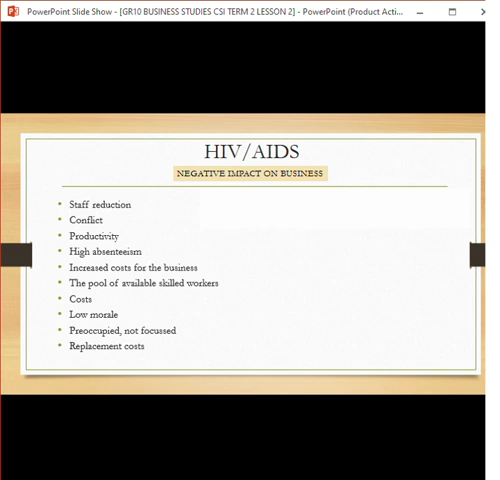 PowerPoint Slide Show - [GR10 BUSINESS STUDIES CSI TERM 2 LESSON 2] - PowerPoint (Product Acti...
HIV/AIDS
NEGATIVE IMPACT ON BUSINESS
• Staff reduction
• Conflict
• Productivity
• High absenteeism
• Increased costs for the business
• The pool of available skilled workers
• Costs
• Low morale
• Preoccupied, not focussed
• Replacement costs